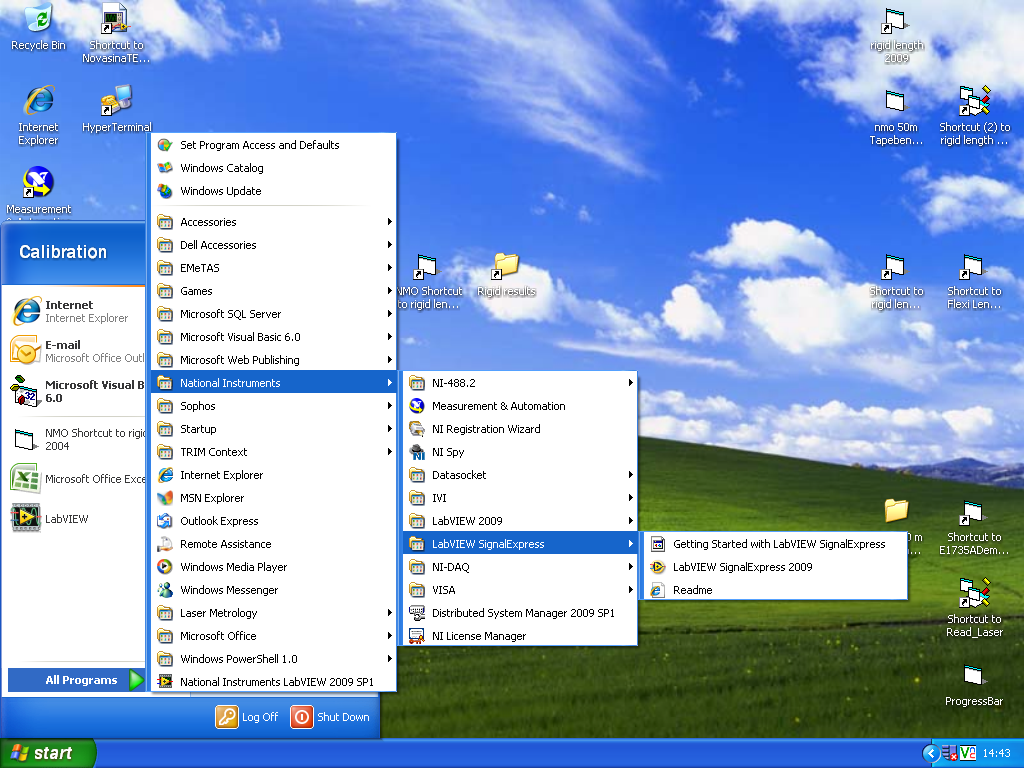 Recycle Bin
Shortcut to
NovasinaTE...
Internet
Explorer
HyperTerminal
Measurement
rigid length
2009
nmo 50m
Tapeben...
Shortcut (2) to
rigid length ...
NMO Shortcut
to rigid len...
Rigid results
Shortcut to
rigid len...
Shortcut to
Flexi Len...
Shortcut to
E1735ADem...
Shortcut to
Read_Laser
ProgressBar
Calibration
Internet
Internet Explorer
E-mail
Microsoft Office Outl
Microsoft Visual B
6.0
NMO Shortcut to rigid
2004
Microsoft Office Exce
LabVIEW
All Programs
Log Off
Shut Down
start
Set Program Access and Defaults
Windows Catalog
Windows Update
Accessories
Dell Accessories
EMeTAS
Games
Microsoft SQL Server
Microsoft Visual Basic 6.0
Microsoft Web Publishing
National Instruments
Sophos
Startup
TRIM Context
Internet Explorer
MSN Explorer
Outlook Express
Remote Assistance
Windows Media Player
Windows Messenger
Laser Metrology
Microsoft Office
Windows PowerShell 1.0
National Instruments LabVIEW 2009 SP1
NI-488.2
Measurement & Automation
NI Registration Wizard
NI Spy
Datasocket
IVI
LabVIEW 2009
LabVIEW SignalExpress
NI-DAQ
VISA
Distributed System Manager 2009 SP1
NI License Manager
Getting Started with LabVIEW SignalExpress
LabVIEW SignalExpress 2009
Readme
14:43